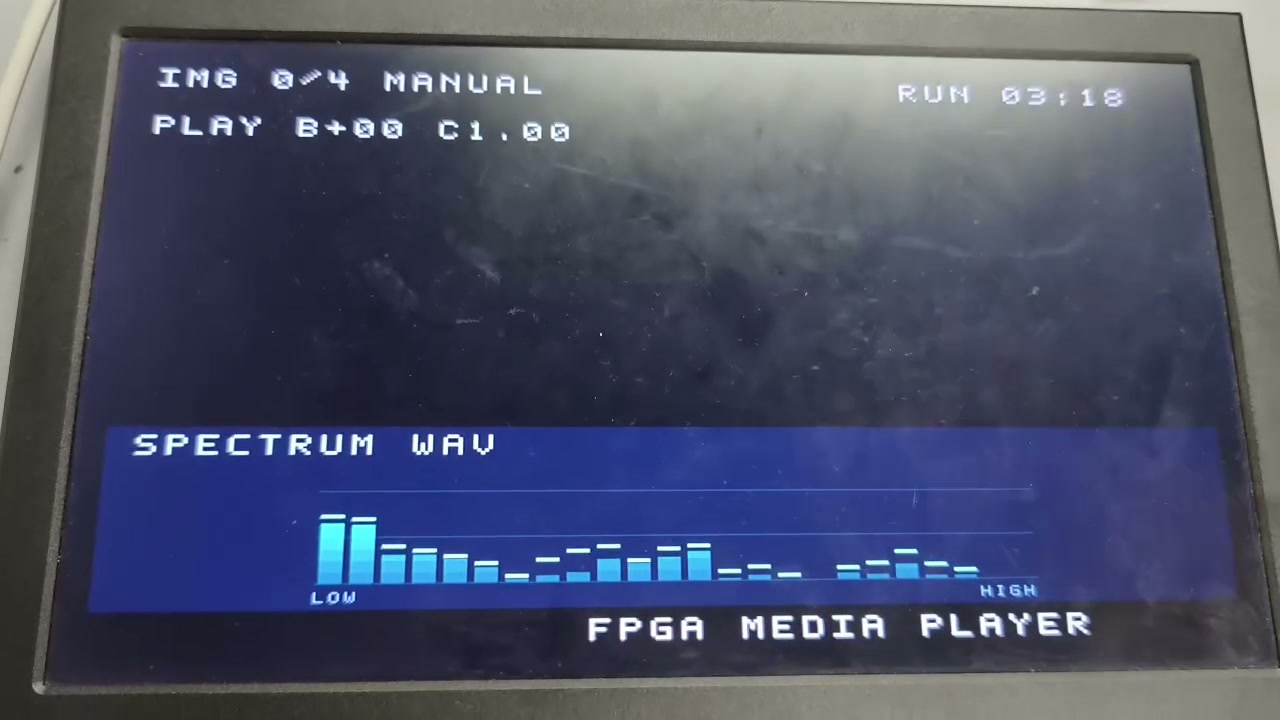 IMG 0/4 MANUAL
RUN 03:18
PLAY B+00 C1.00
SPECTRUM WAV
LOW
HIGH
FPGA MEDIA PLAYER